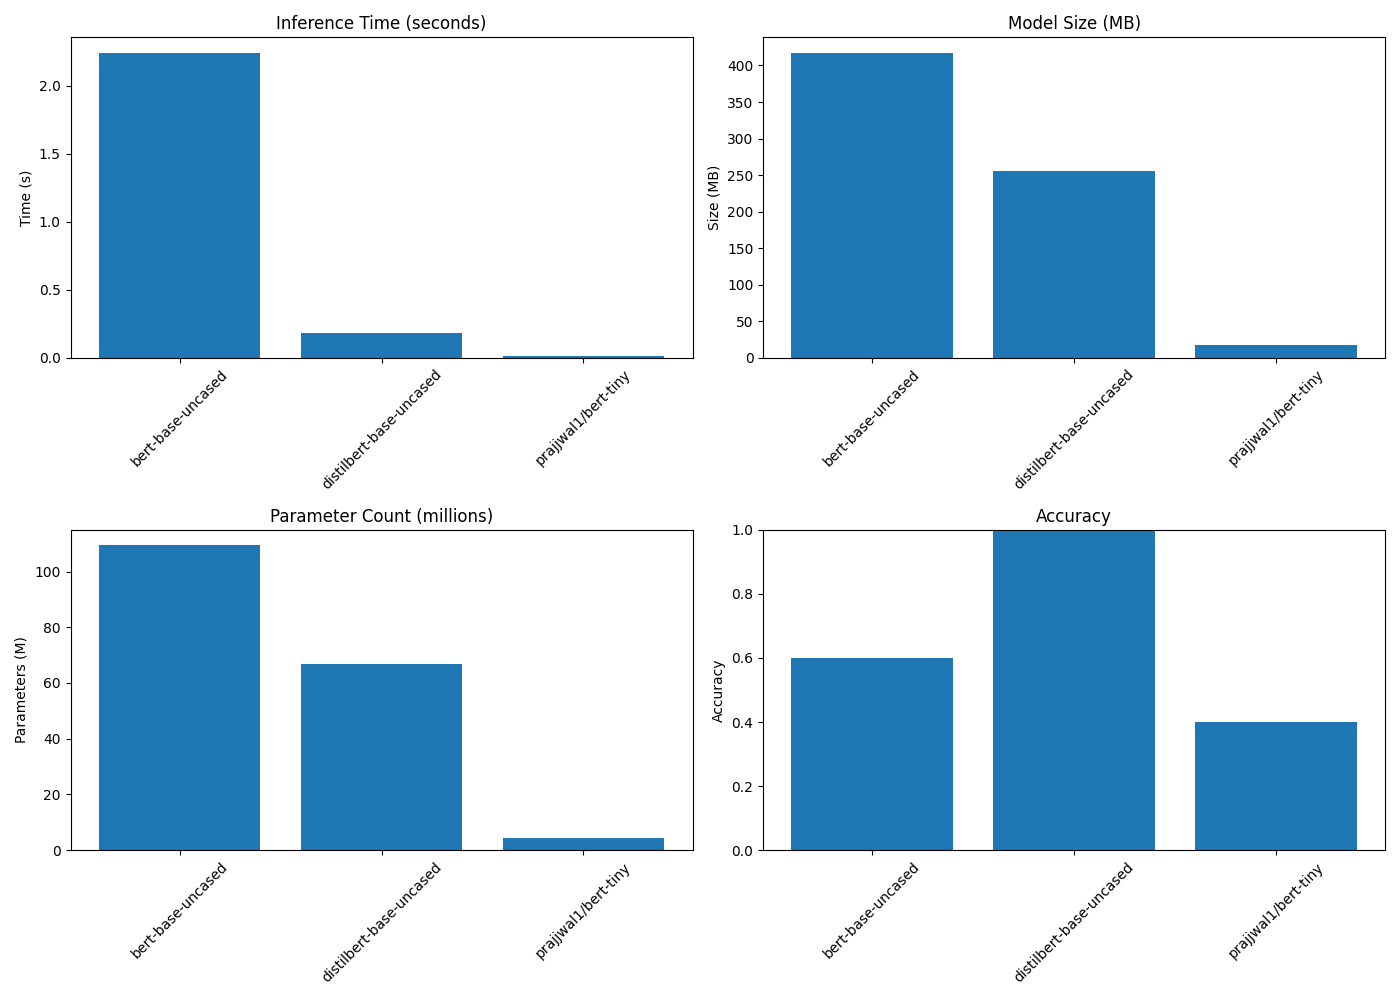 Inference Time (seconds)
Time (s)
2.0
1.5
1.0
0.5
0.0
bert-base-uncased
distilbert-base-uncased
prajjwal1/bert-tiny
Model Size (MB)
Size (MB)
400
350
300
250
200
150
100
50
0
bert-base-uncased
distilbert-base-uncased
prajjwal1/bert-tiny
Parameter Count (millions)
Parameters (M)
100
80
60
40
20
0
bert-base-uncased
distilbert-base-uncased
prajjwal1/bert-tiny
Accuracy
Accuracy
1.0
0.8
0.6
0.4
0.2
0.0
bert-base-uncased
distilbert-base-uncased
prajjwal1/bert-tiny